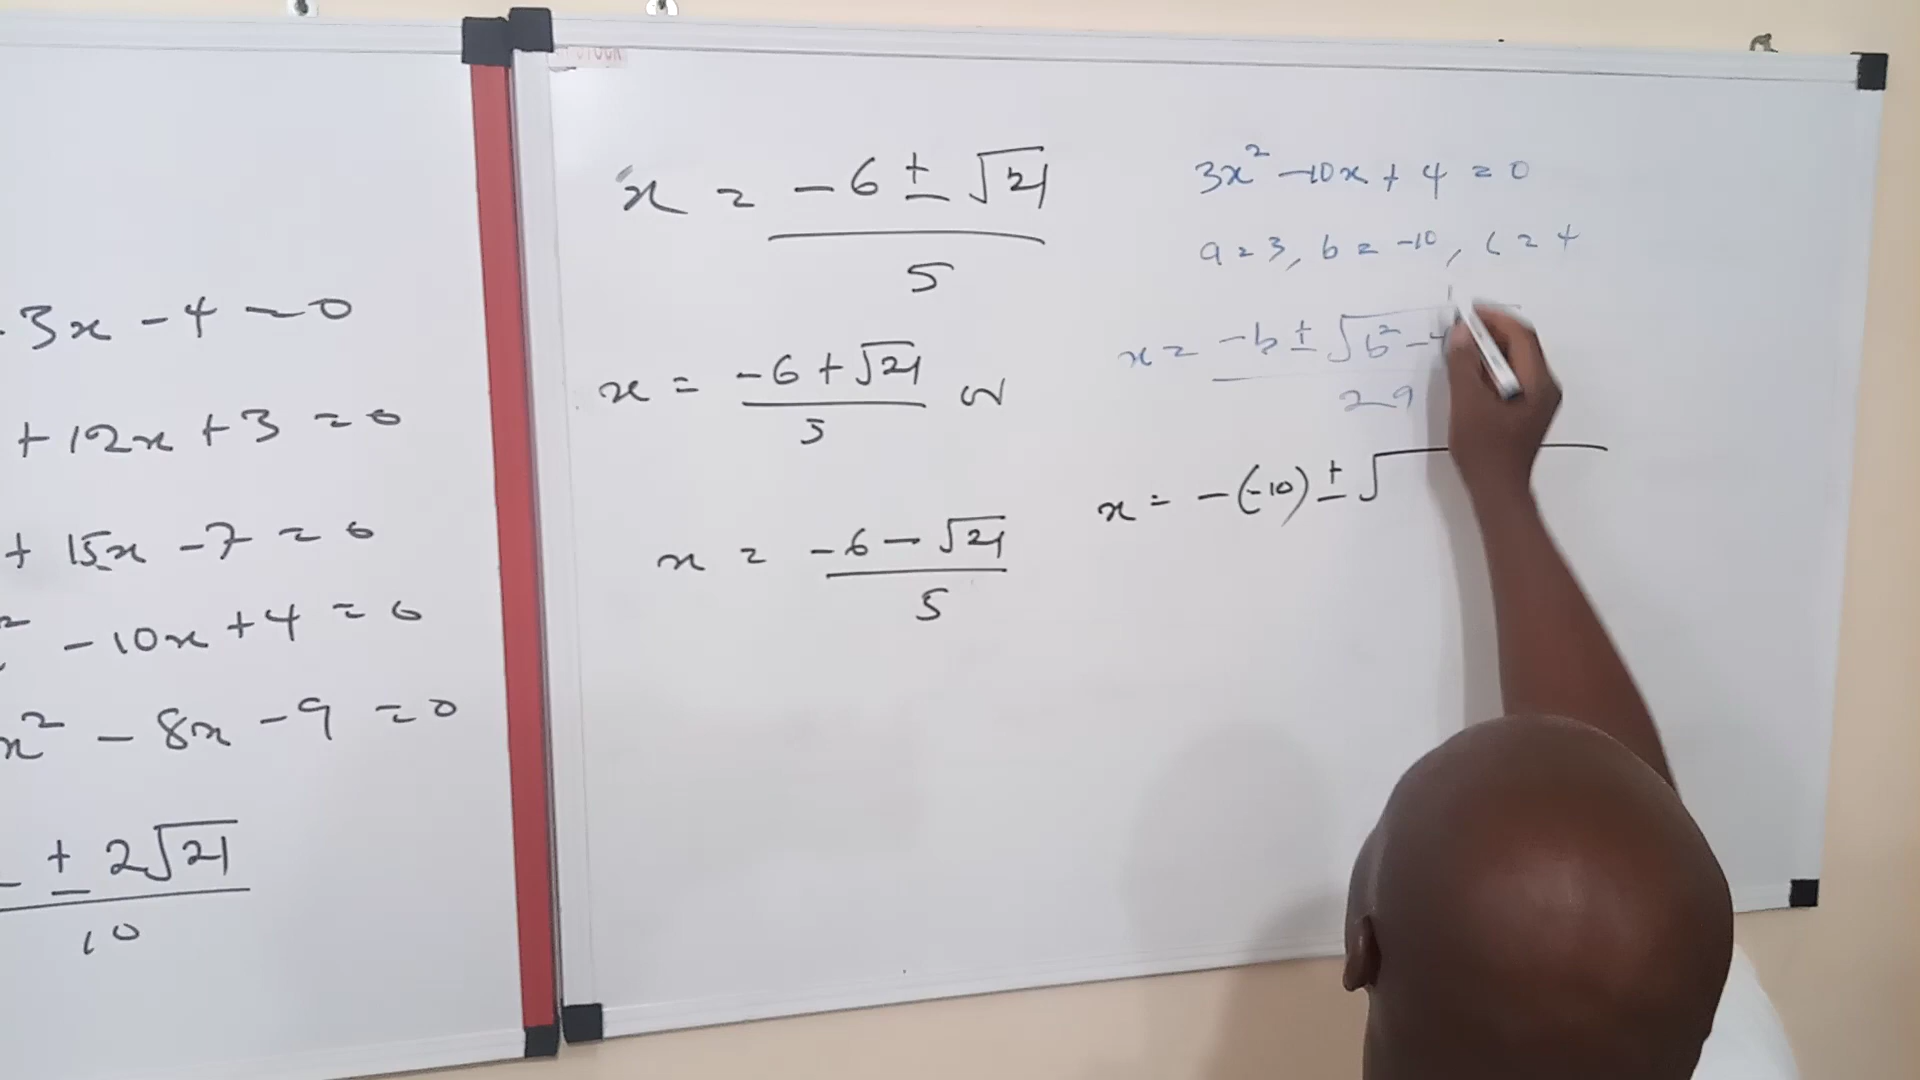 3x - 4 = 0
+ 12x + 3 = 0
+ 15x - 7 = 0
² - 10x + 4 = 0
x² - 8x - 9 = 0
± 2√21
10
x = -6 ± √21
5
x = -6 + √21 or
5
x = -6 - √21
5
3x² - 10x + 4 = 0
a = 3, b = -10, c = 4
x = -b ± √b² - 4
2a
x = -(-10) ± √